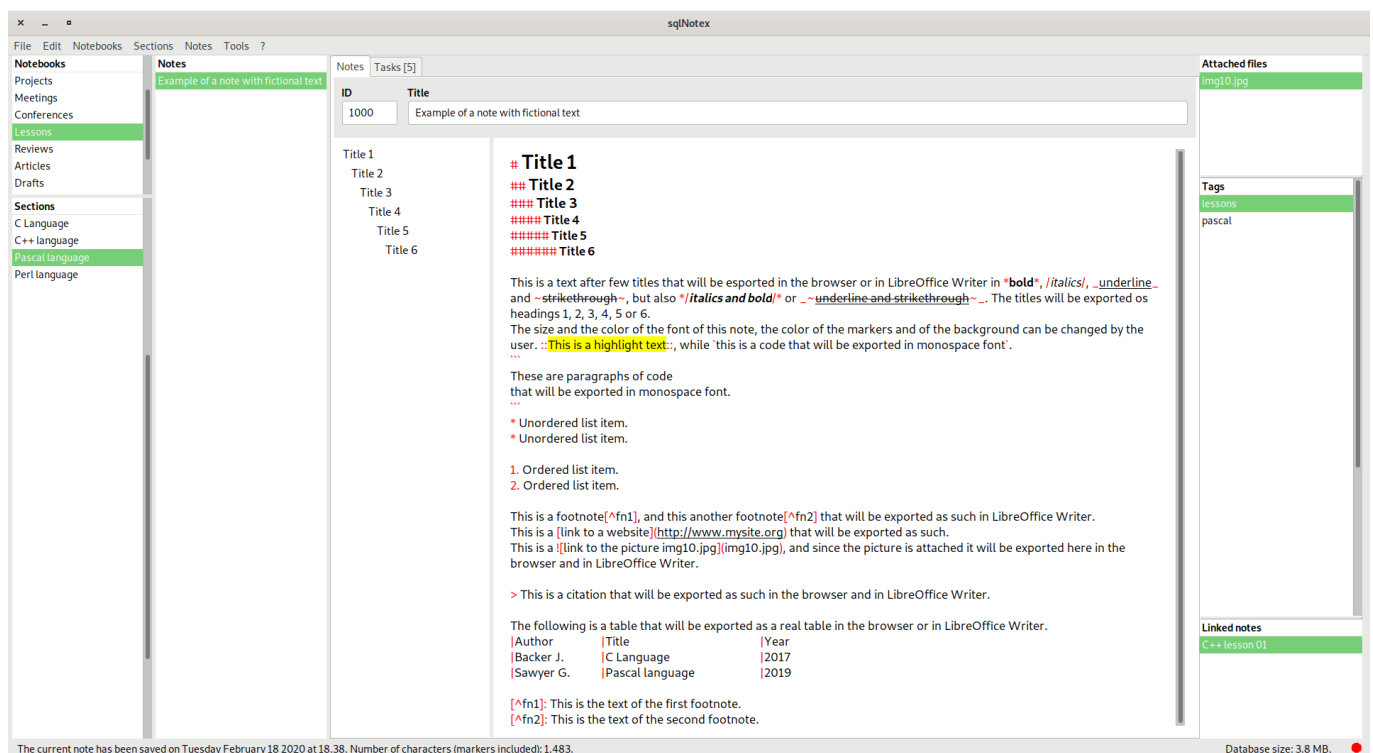 sqlNotex
File Edit Notebooks Sections Notes Tools ?
Notebooks
Projects
Meetings
Conferences
Lessons
Reviews
Articles
Drafts
Sections
C Language
C++ language
Pascal language
Perl language
Notes
Example of a note with fictional text
Notes Tasks [5]
ID Title
1000 Example of a note with fictional text
Title 1
Title 2
Title 3
Title 4
Title 5
Title 6
# Title 1
## Title 2
### Title 3
#### Title 4
##### Title 5
###### Title 6
This is a text after few titles that will be esported in the browser or in LibreOffice Writer in *bold*, /italics/, _underline_
and ~strikethrough~, but also */italics and bold/* or _~underline and strikethrough~_. The titles will be exported os
headings 1, 2, 3, 4, 5 or 6.
The size and the color of the font of this note, the color of the markers and of the background can be changed by the
user. ::This is a highlight text::, while `this is a code that will be exported in monospace font`.
```
These are paragraphs of code
that will be exported in monospace font.
```
* Unordered list item.
* Unordered list item.
1. Ordered list item.
2. Ordered list item.
This is a footnote[^fn1], and this another footnote[^fn2] that will be exported as such in LibreOffice Writer.
This is a [link to a website](http://www.mysite.org) that will be exported as such.
This is a ![link to the picture img10.jpg](img10.jpg), and since the picture is attached it will be exported here in the
browser and in LibreOffice Writer.
> This is a citation that will be exported as such in the browser and in LibreOffice Writer.
The following is a table that will be exported as a real table in the browser or in LibreOffice Writer.
|Author |Title |Year
|Backer J. |C Language |2017
|Sawyer G. |Pascal language |2019
[^fn1]: This is the text of the first footnote.
[^fn2]: This is the text of the second footnote.
Attached files
img10.jpg
Tags
lessons
pascal
Linked notes
C++ lesson 01
The current note has been saved on Tuesday February 18 2020 at 18.38. Number of characters (markers included): 1.483.
Database size: 3.8 MB.